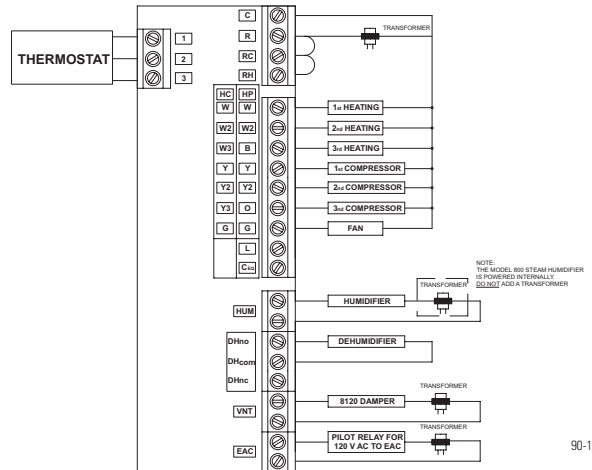 C
TRANSFORMER
R
THERMOSTAT
1
2
3
RC
RH
HC HP
W W 1st HEATING
W2 W2 2nd HEATING
W3 B 3rd HEATING
Y Y 1st COMPRESSOR
Y2 Y2 2nd COMPRESSOR
Y3 O 3rd COMPRESSOR
G G FAN
L
CEQ
NOTE:
THE MODEL 800 STEAM HUMIDIFIER
IS POWERED INTERNALLY.
DO NOT ADD A TRANSFORMER
TRANSFORMER
HUM HUMIDIFIER
DHno DEHUMIDIFIER
DHcom
DHnc
TRANSFORMER
VNT 8120 DAMPER
TRANSFORMER
EAC PILOT RELAY FOR
120 V AC TO EAC
90-1